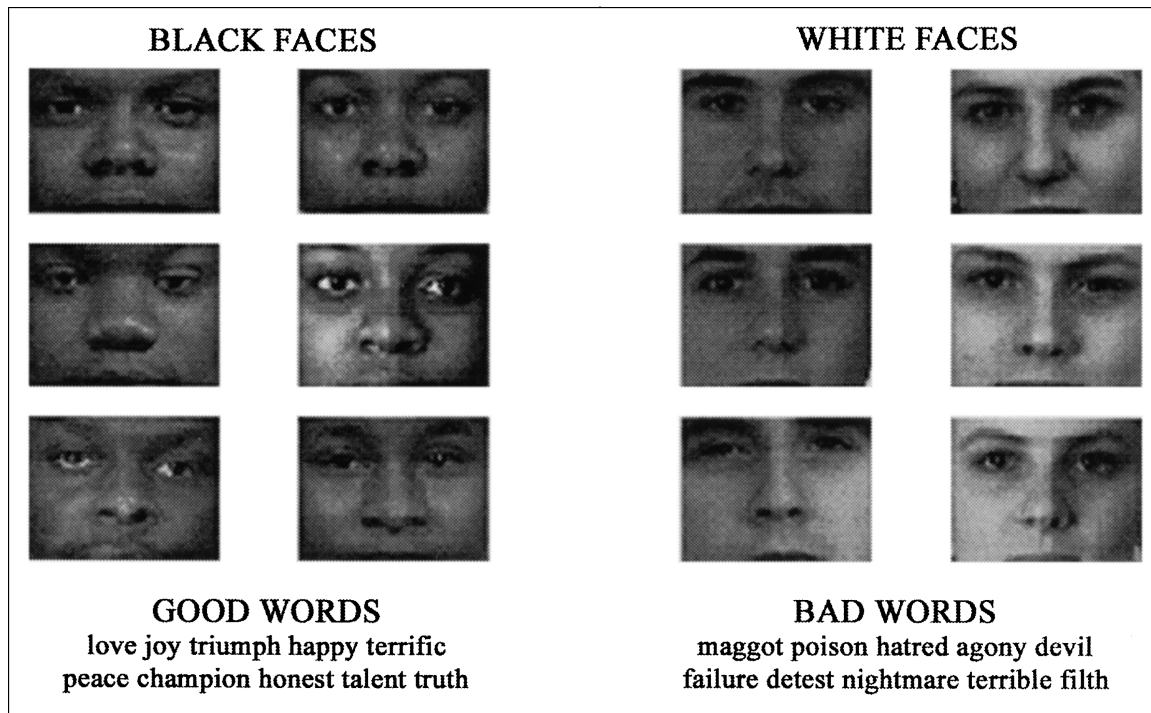 BLACK FACES
WHITE FACES
GOOD WORDS
love joy triumph happy terrific
peace champion honest talent truth
BAD WORDS
maggot poison hatred agony devil
failure detest nightmare terrible filth